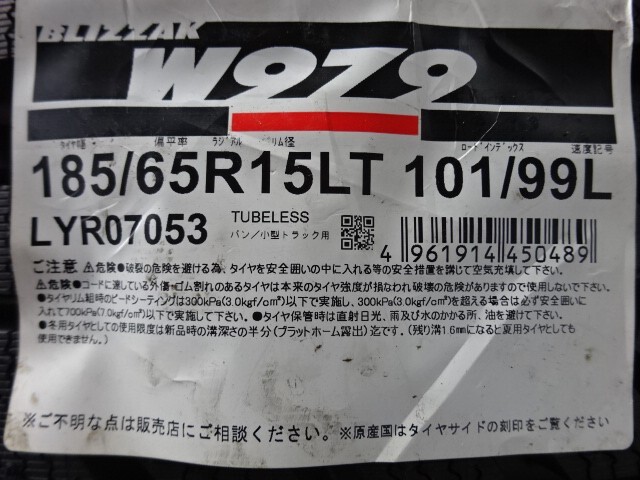 BLIZZAK
W979
タイヤ幅 偏平率 ラジアル リム径 ロードインデックス 速度記号
185/65R15LT 101/99L
LYR07053 TUBELESS
バン/小型トラック用
4 961914 450489
ご注意 ⚠危険●破裂の危険を避ける為、タイヤを安全囲いの中に入れる等の安全措置を講じて空気充填して下さい。
⚠危険●コードに達している外傷・ゴム割れのあるタイヤは本来のタイヤ強度が損なわれ破壊の危険がありますので使用しないで下さい。
●タイヤリム組時のビードシーティングは300kPa(3.0kgf/cm²)以下で実施して下さい、300kPa(3.0kgf/cm²)を超える場合は必ず安全囲いに
入れて700kPa(7.0kgf/cm²)以下で実施して下さい。●タイヤ保管時は直射日光、雨及び水のかかる所、油を避けて下さい。
●冬用タイヤとしての使用限度は新品時の溝深さの半分(プラットホーム露出)迄です。(残り溝1.6mmになると夏用タイヤとしても
使用できません。)
※ご不明な点は販売店にご相談ください。※原産国はタイヤサイドの刻印をご覧ください